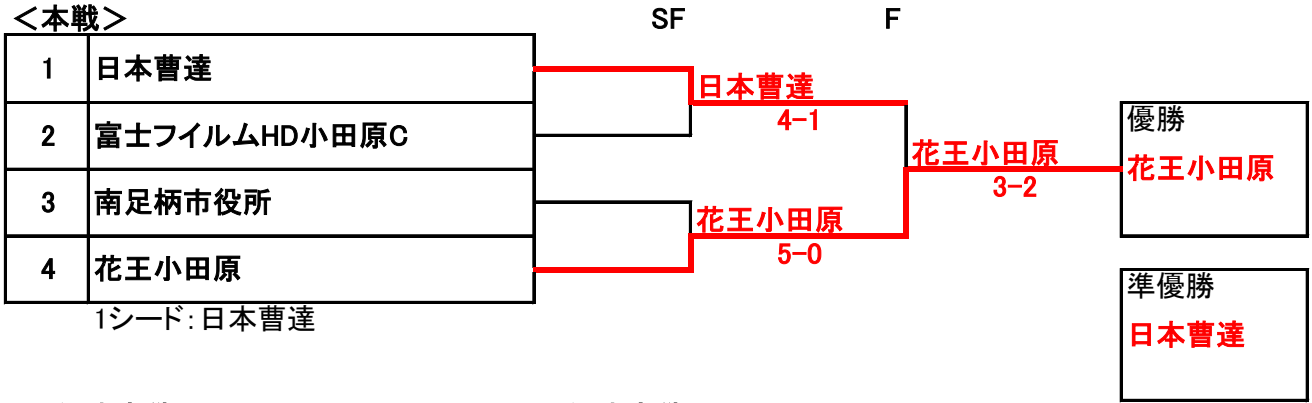 ＜本戦＞ SF F
1 日本曹達
2 富士フイルムHD小田原C
3 南足柄市役所
4 花王小田原
1シード：日本曹達
日本曹達
4-1
花王小田原
5-0
花王小田原
3-2
優勝
花王小田原
準優勝
日本曹達